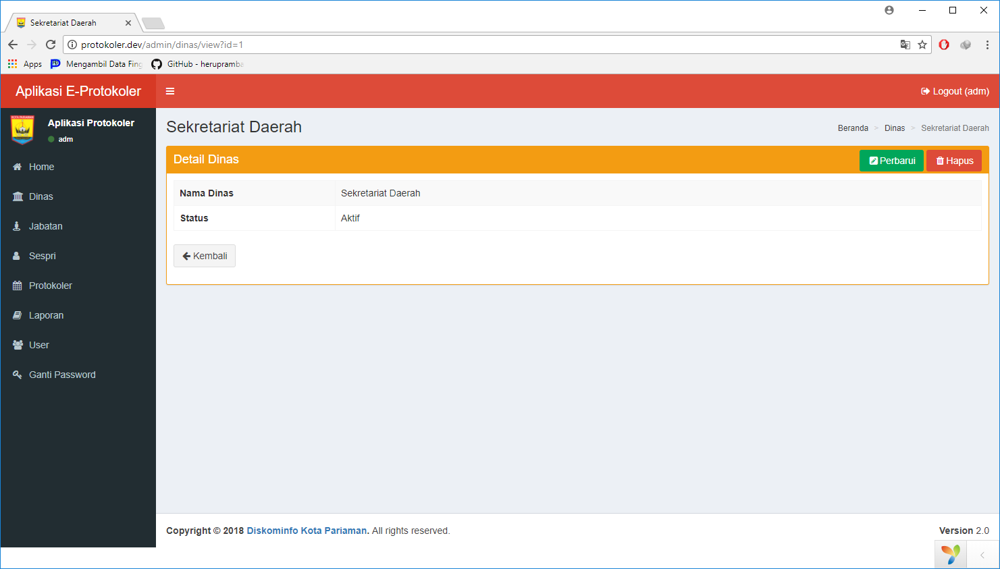 Sekretariat Daerah
protokoler.dev/admin/dinas/view?id=1
Apps Mengambil Data Fing GitHub - herupramba
Aplikasi E-Protokoler Logout (adm)
Aplikasi Protokoler
adm
Home
Dinas
Jabatan
Sespri
Protokoler
Laporan
User
Ganti Password
Sekretariat Daerah Beranda > Dinas > Sekretariat Daerah
Detail Dinas Perbarui Hapus
Nama Dinas Sekretariat Daerah
Status Aktif
Kembali
Copyright © 2018 Diskominfo Kota Pariaman. All rights reserved. Version 2.0